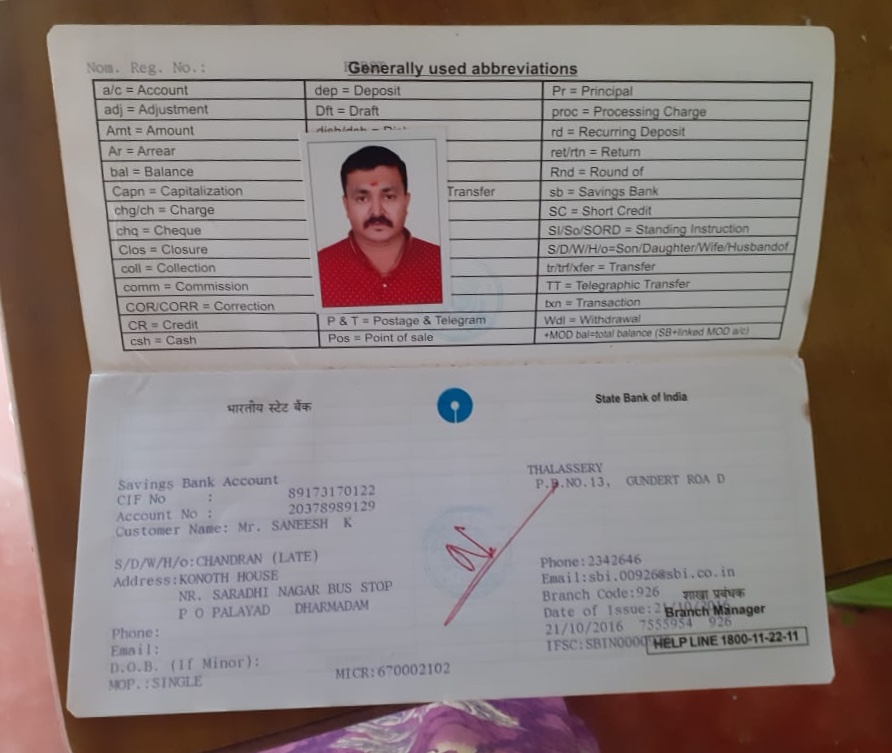 Nom. Reg. No.:
Generally used abbreviations
a/c = Account
adj = Adjustment
Amt = Amount
Ar = Arrear
bal = Balance
Capn = Capitalization
chg/ch = Charge
chq = Cheque
Clos = Closure
coll = Collection
comm = Commission
COR/CORR = Correction
CR = Credit
csh = Cash
dep = Deposit
Dft = Draft
Transfer
P & T = Postage & Telegram
Pos = Point of sale
Pr = Principal
proc = Processing Charge
rd = Recurring Deposit
ret/rtn = Return
Rnd = Round of
sb = Savings Bank
SC = Short Credit
SI/So/SORD = Standing Instruction
S/D/W/H/o=Son/Daughter/Wife/Husbandof
tr/trf/xfer = Transfer
TT = Telegraphic Transfer
txn = Transaction
Wdl = Withdrawal
+MOD bal=total balance (SB+linked MOD a/c)
भारतीय स्टेट बैंक
State Bank of India
Savings Bank Account
CIF No : 89173170122
Account No : 20378989129
Customer Name: Mr. SANEESH K
S/D/W/H/o:CHANDRAN (LATE)
Address:KONOTH HOUSE
NR. SARADHI NAGAR BUS STOP
P O PALAYAD DHARMADAM
Phone:
Email:
D.O.B. (If Minor):
MOP.:SINGLE
MICR:670002102
THALASSERY
P.B.NO.13, GUNDERT ROA D
Phone:2342646
Email:sbi.00926@sbi.co.in
Branch Code:926
शाखा प्रबंधक
Date of Issue:21/10/2016
Branch Manager
21/10/2016 7555954 926
IFSC:SBIN0000
HELP LINE 1800-11-22-11